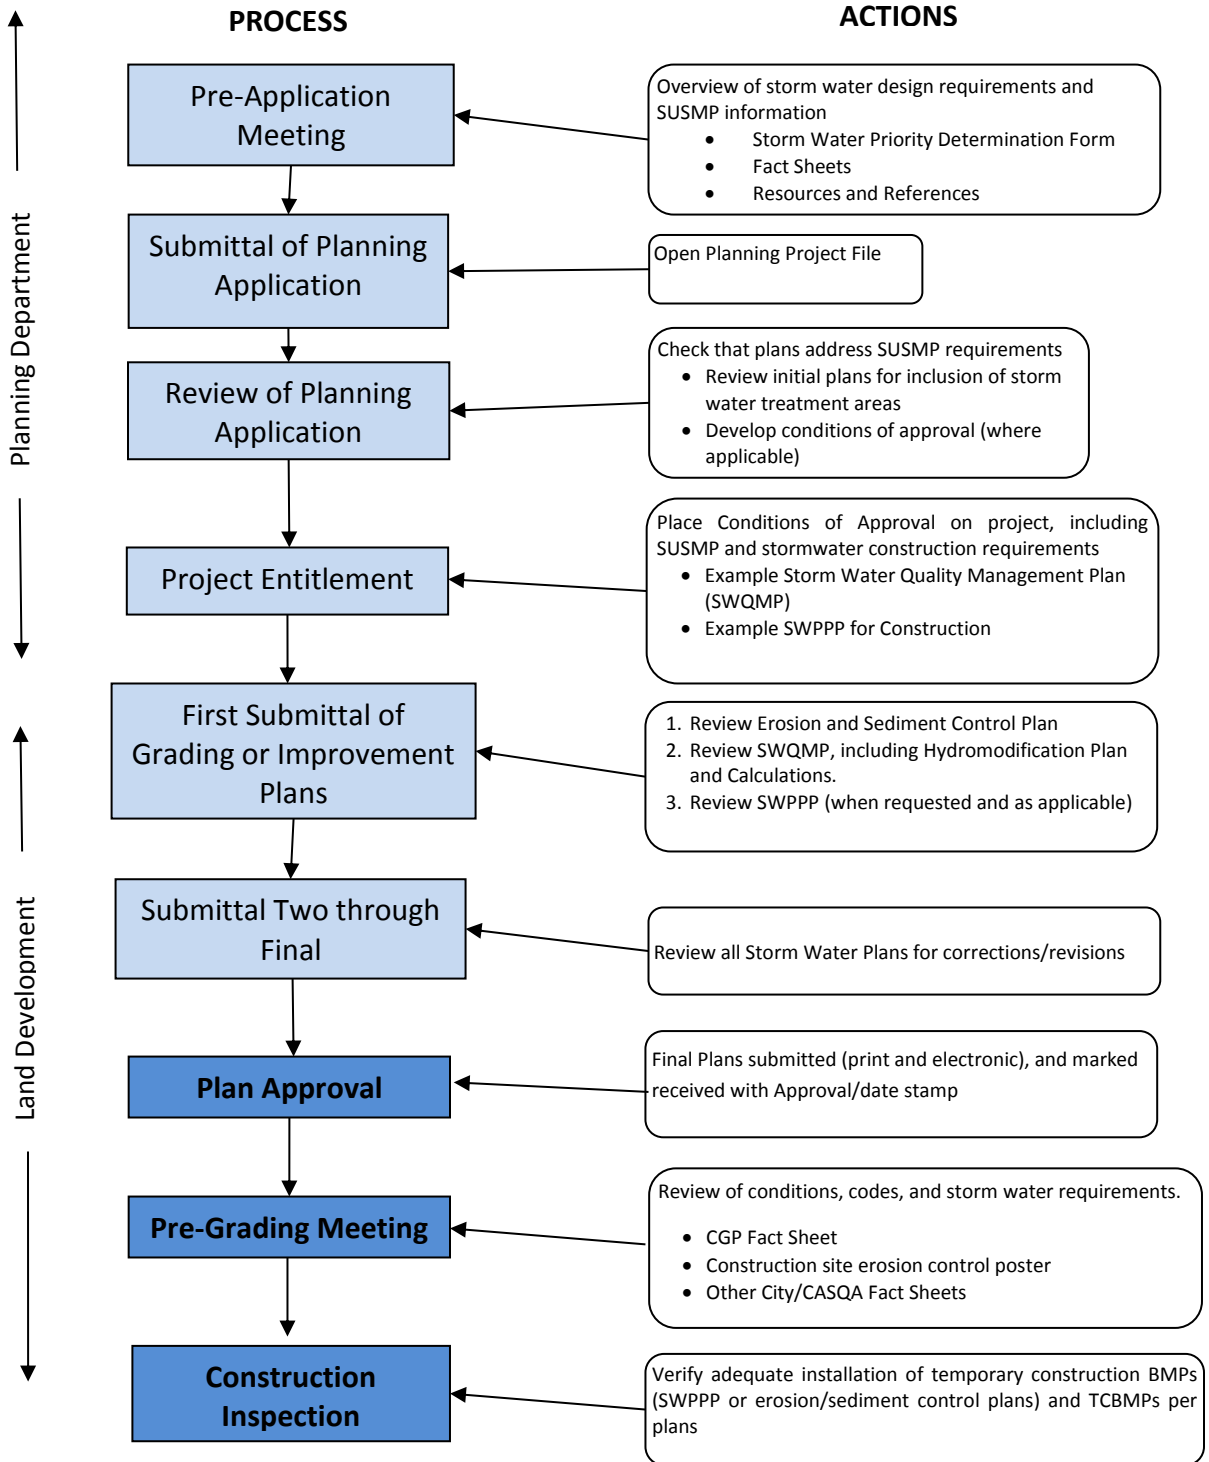 PROCESS
ACTIONS
Planning Department
Pre-Application
Meeting
Overview of storm water design requirements and
SUSMP information
• Storm Water Priority Determination Form
• Fact Sheets
• Resources and References
Submittal of Planning
Application
Open Planning Project File
Review of Planning
Application
Check that plans address SUSMP requirements
• Review initial plans for inclusion of storm
water treatment areas
• Develop conditions of approval (where
applicable)
Project Entitlement
Place Conditions of Approval on project, including
SUSMP and stormwater construction requirements
• Example Storm Water Quality Management Plan
(SWQMP)
• Example SWPPP for Construction
Land Development
First Submittal of
Grading or Improvement
Plans
1. Review Erosion and Sediment Control Plan
2. Review SWQMP, including Hydromodification Plan
and Calculations.
3. Review SWPPP (when requested and as applicable)
Submittal Two through
Final
Review all Storm Water Plans for corrections/revisions
Plan Approval
Final Plans submitted (print and electronic), and marked
received with Approval/date stamp
Pre-Grading Meeting
Review of conditions, codes, and storm water requirements.
• CGP Fact Sheet
• Construction site erosion control poster
• Other City/CASQA Fact Sheets
Construction
Inspection
Verify adequate installation of temporary construction BMPs
(SWPPP or erosion/sediment control plans) and TCBMPs per
plans